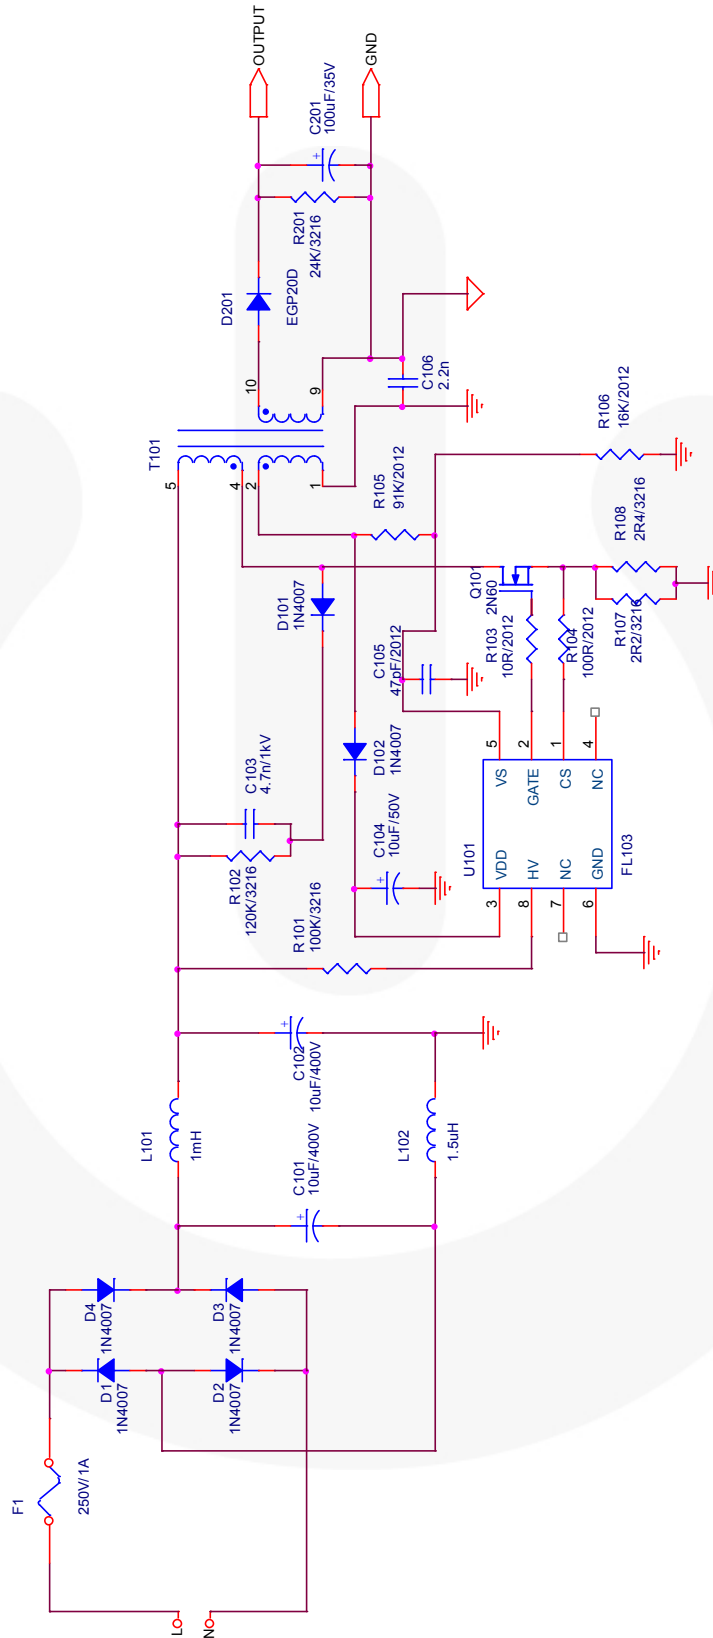 L
N
F1
250V/1A
D1
1N4007
D2
1N4007
D4
1N4007
D3
1N4007
L101
1mH
C101
10uF/400V
L102
1.5uH
C102
10uF/400V
R101
100K/3216
R102
120K/3216
C103
4.7n/1kV
D101
1N4007
C104
10uF/50V
D102
1N4007
C105
47pF/2012
U101
3
VDD
8
HV
7
NC
6
GND
VS
5
GATE
2
CS
1
NC
4
FL103
R103
10R/2012
R104
100R/2012
Q101
2N60
R107
2R2/3216
R108
2R4/3216
R105
91K/2012
R106
16K/2012
T101
5
4
2
1
10
9
C106
2.2n
D201
EGP20D
R201
24K/3216
C201
100uF/35V
OUTPUT
GND